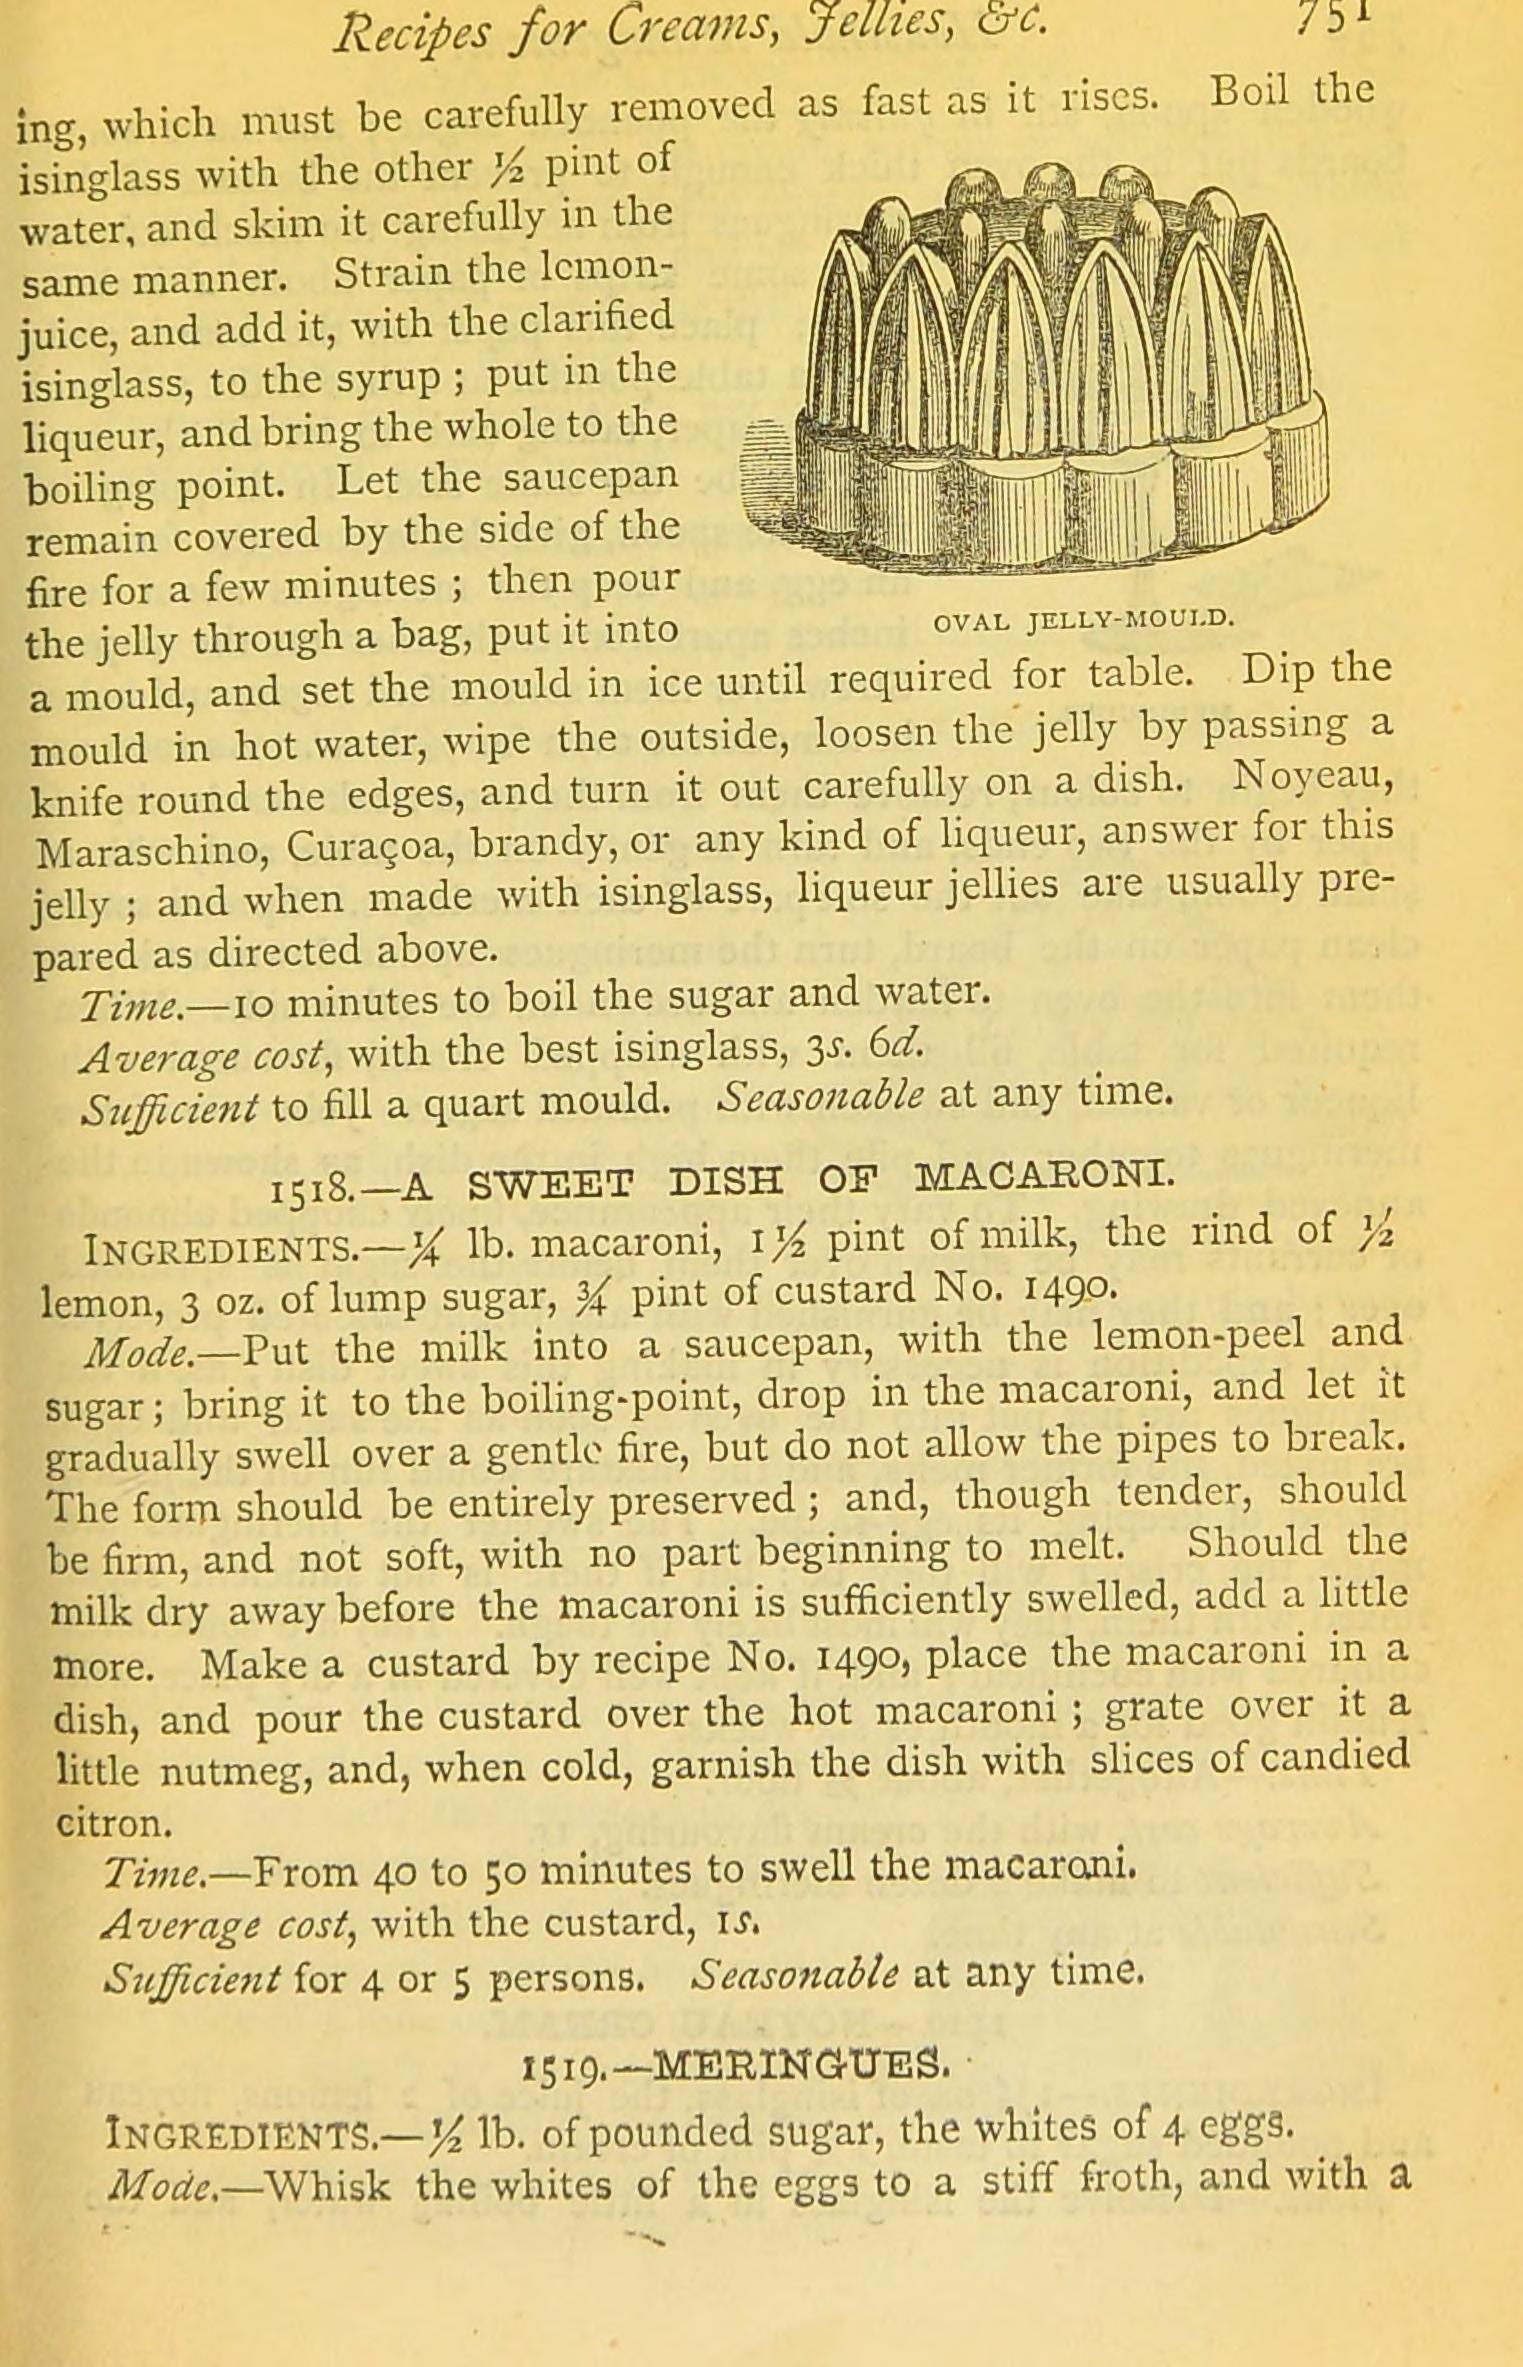 Recipes for Creams, Jellies, &c. 751
ing, which must be carefully removed as fast as it rises. Boil the
isinglass with the other ½ pint of
water, and skim it carefully in the
same manner. Strain the lemon-
juice, and add it, with the clarified
isinglass, to the syrup ; put in the
liqueur, and bring the whole to the
boiling point. Let the saucepan
remain covered by the side of the
fire for a few minutes ; then pour
the jelly through a bag, put it into
OVAL JELLY-MOULD.
a mould, and set the mould in ice until required for table. Dip the
mould in hot water, wipe the outside, loosen the jelly by passing a
knife round the edges, and turn it out carefully on a dish. Noyeau,
Maraschino, Curaçoa, brandy, or any kind of liqueur, answer for this
jelly ; and when made with isinglass, liqueur jellies are usually pre-
pared as directed above.
Time.—10 minutes to boil the sugar and water.
Average cost, with the best isinglass, 3s. 6d.
Sufficient to fill a quart mould. Seasonable at any time.
1518.—A SWEET DISH OF MACARONI.
INGREDIENTS.—¼ lb. macaroni, 1½ pint of milk, the rind of ½
lemon, 3 oz. of lump sugar, ¾ pint of custard No. 1490.
Mode.—Put the milk into a saucepan, with the lemon-peel and
sugar ; bring it to the boiling-point, drop in the macaroni, and let it
gradually swell over a gentle fire, but do not allow the pipes to break.
The form should be entirely preserved ; and, though tender, should
be firm, and not soft, with no part beginning to melt. Should the
milk dry away before the macaroni is sufficiently swelled, add a little
more. Make a custard by recipe No. 1490, place the macaroni in a
dish, and pour the custard over the hot macaroni ; grate over it a
little nutmeg, and, when cold, garnish the dish with slices of candied
citron.
Time.—From 40 to 50 minutes to swell the macaroni.
Average cost, with the custard, 1s.
Sufficient for 4 or 5 persons. Seasonable at any time.
1519.—MERINGUES.
INGREDIENTS.—½ lb. of pounded sugar, the whites of 4 eggs.
Mode.—Whisk the whites of the eggs to a stiff froth, and with a